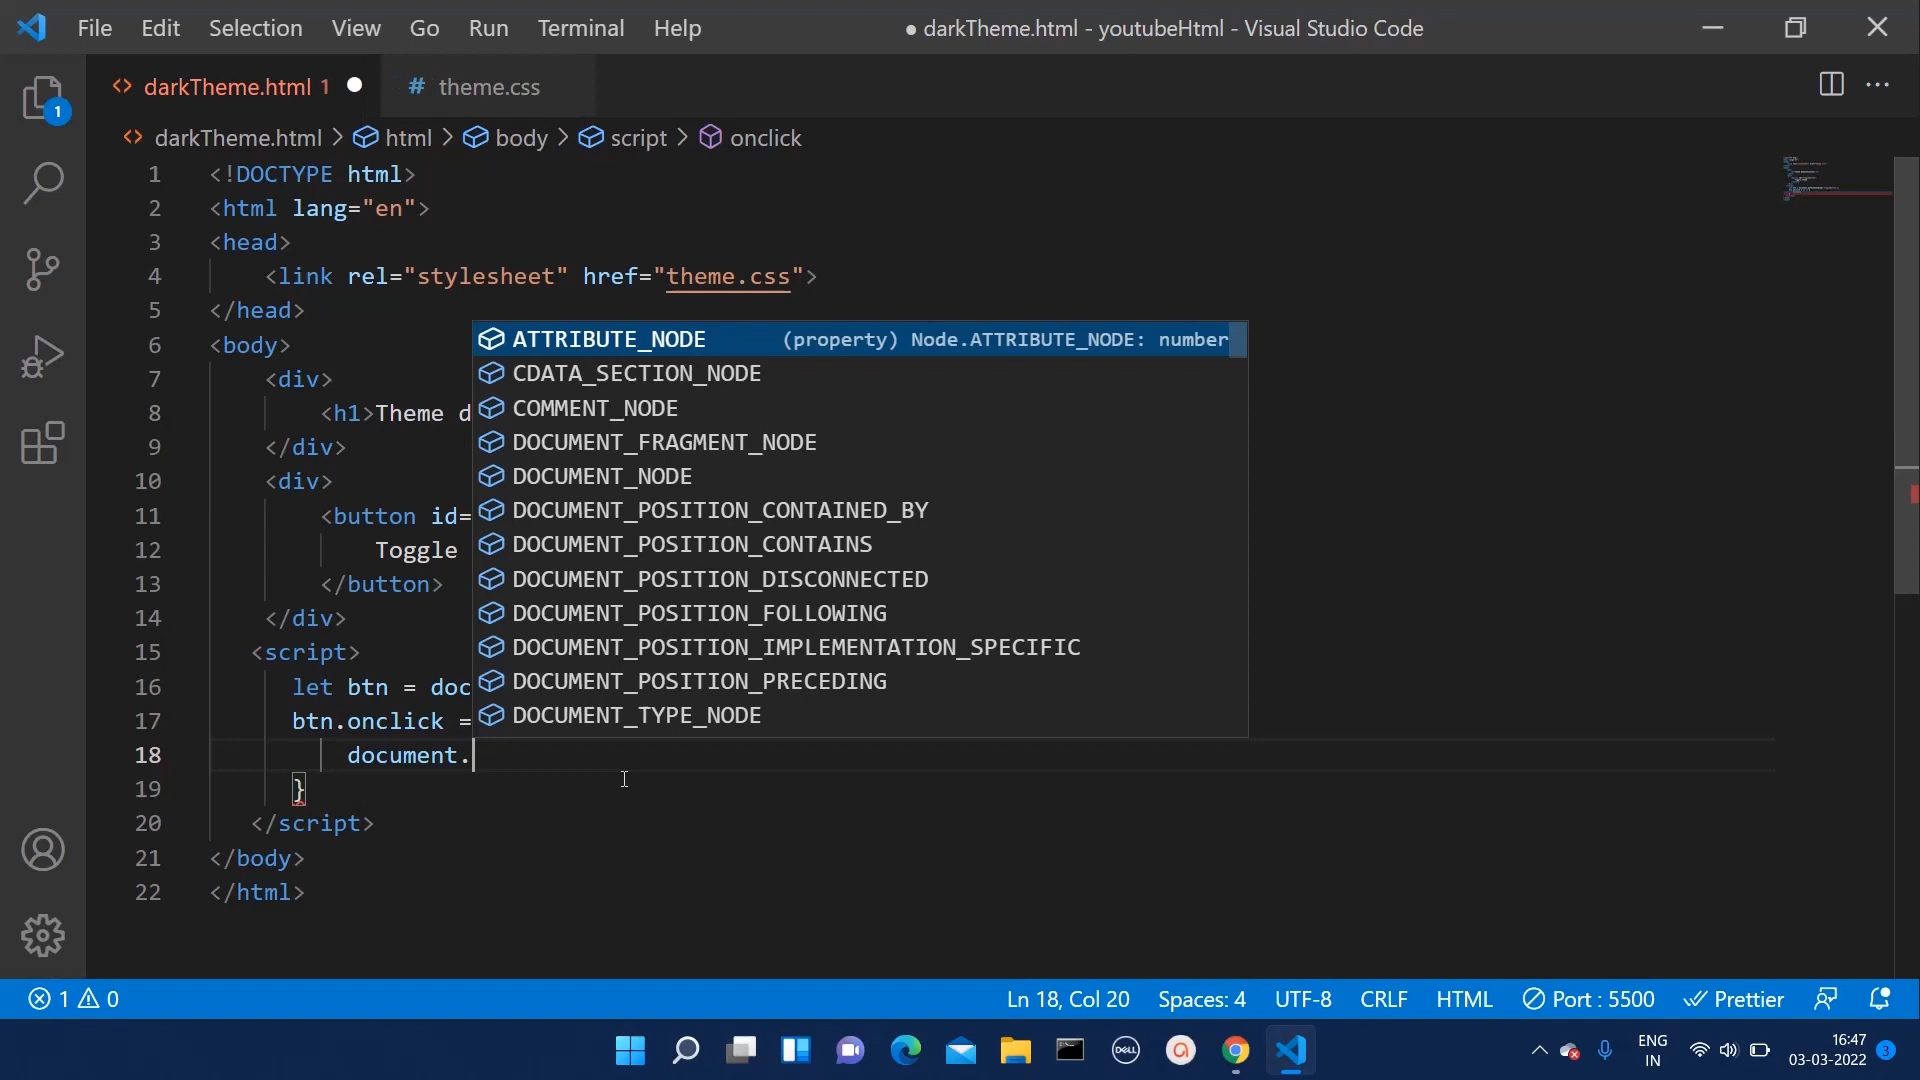 File Edit Selection View Go Run Terminal Help ● darkTheme.html - youtubeHtml - Visual Studio Code
darkTheme.html 1 # theme.css
1
darkTheme.html > html > body > script > onclick
1 <!DOCTYPE html>
2 <html lang="en">
3 <head>
4 <link rel="stylesheet" href="theme.css">
5 </head>
6 <body>
7 <div>
8 <h1>Theme d
9 </div>
10 <div>
11 <button id=
12 Toggle
13 </button>
14 </div>
15 <script>
16 let btn = doc
17 btn.onclick =
18 document.
19 }
20 </script>
21 </body>
22 </html>
ATTRIBUTE_NODE (property) Node.ATTRIBUTE_NODE: number
CDATA_SECTION_NODE
COMMENT_NODE
DOCUMENT_FRAGMENT_NODE
DOCUMENT_NODE
DOCUMENT_POSITION_CONTAINED_BY
DOCUMENT_POSITION_CONTAINS
DOCUMENT_POSITION_DISCONNECTED
DOCUMENT_POSITION_FOLLOWING
DOCUMENT_POSITION_IMPLEMENTATION_SPECIFIC
DOCUMENT_POSITION_PRECEDING
DOCUMENT_TYPE_NODE
1 0 Ln 18, Col 20 Spaces: 4 UTF-8 CRLF HTML Port : 5500 Prettier
DELL
ENG 16:47
IN 03-03-2022 3